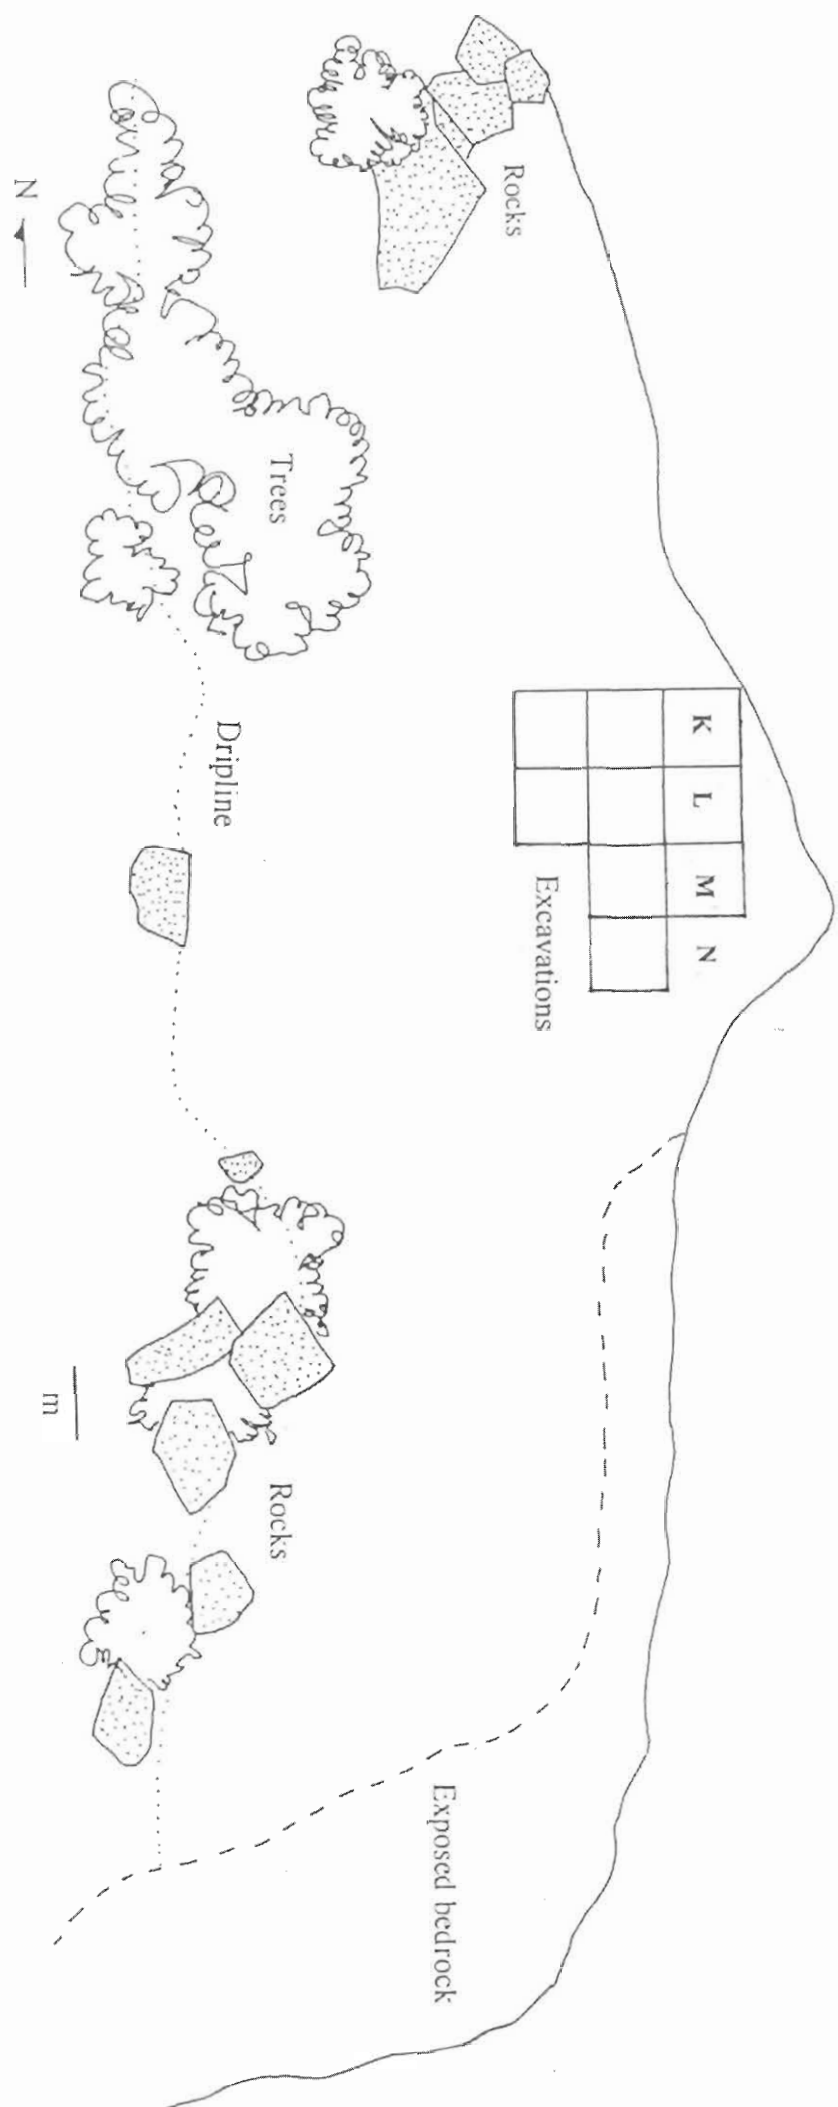 Rocks
K
L
M
N
Excavations
Trees
Dripline
Exposed bedrock
Rocks
N
m